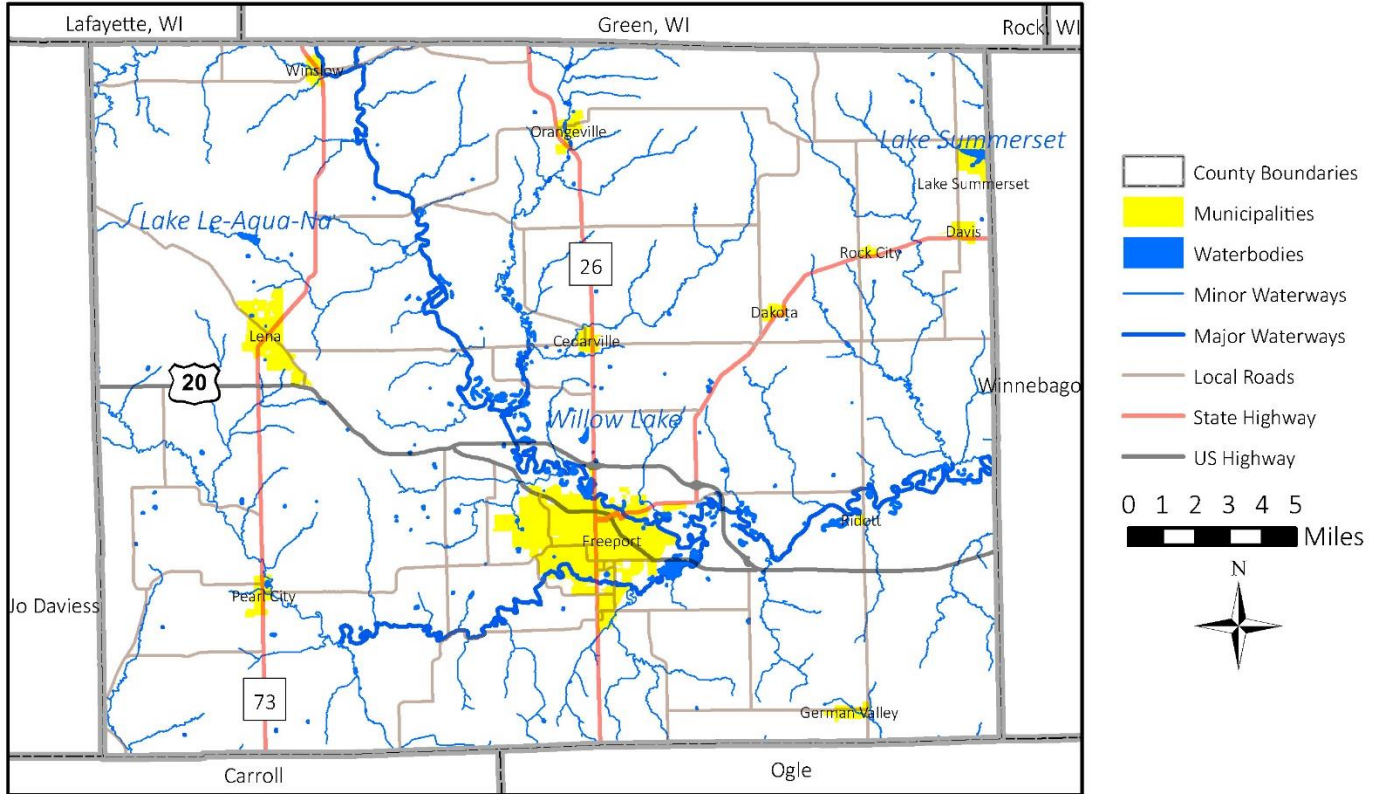 Lafayette, WI
Green, WI
Rock, WI
Winslow
Orangeville
Lake Summerset
Lake Summerset
Lake Le-Aqua-Na
Davis
Rock City
26
Dakota
Lena
Cedarville
20
Winnebago
Willow Lake
Ridott
Freeport
Pearl City
Jo Daviess
73
German Valley
Carroll
Ogle
County Boundaries
Municipalities
Waterbodies
Minor Waterways
Major Waterways
Local Roads
State Highway
US Highway
0 1 2 3 4 5
Miles
N